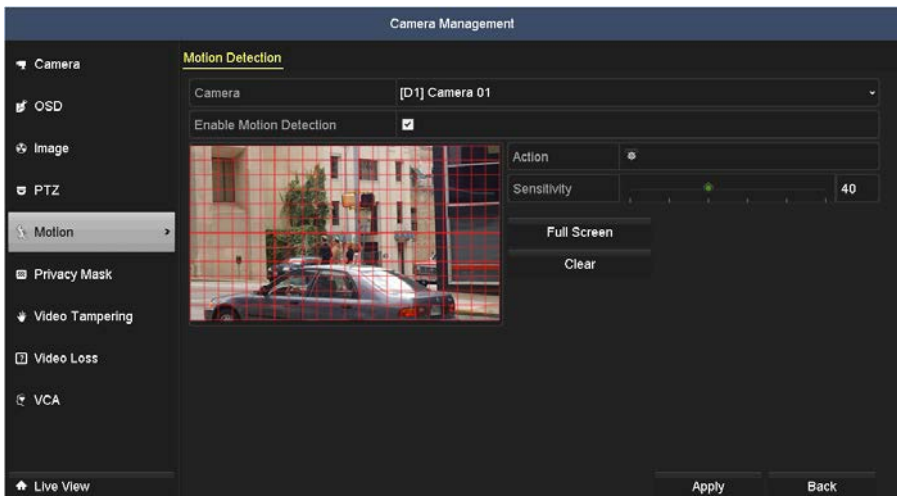 Camera Management
Camera
OSD
Image
PTZ
Motion
Privacy Mask
Video Tampering
Video Loss
VCA
Live View
Motion Detection
Camera [D1] Camera 01
Enable Motion Detection
Action
Sensitivity 40
Full Screen
Clear
Apply Back